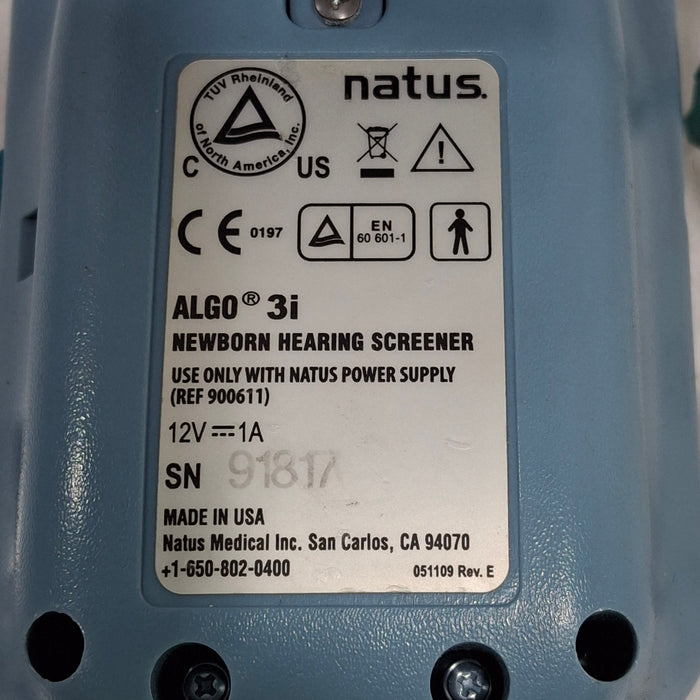 natus.
TUV Rheinland
of North America, Inc.
C US
CE 0197
EN
60 601-1
ALGO® 3i
NEWBORN HEARING SCREENER
USE ONLY WITH NATUS POWER SUPPLY
(REF 900611)
12V ⎓ 1A
SN
MADE IN USA
Natus Medical Inc. San Carlos, CA 94070
+1-650-802-0400
051109 Rev. E